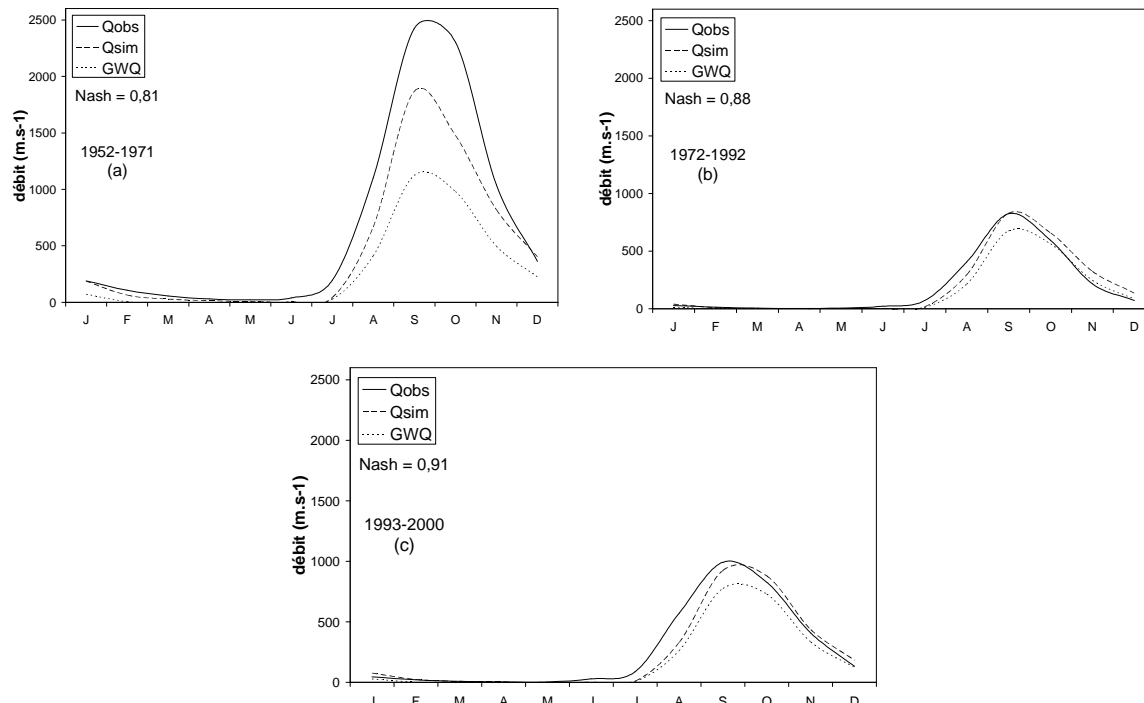 2500
2000
1500
1000
500
0
débit (m.s-1)
Qobs
Qsim
GWQ
Nash = 0,81
1952-1971
(a)
J F M A M J J A S O N D
2500
2000
1500
1000
500
0
débit (m.s-1)
Qobs
Qsim
GWQ
Nash = 0,88
1972-1992
(b)
J F M A M J J A S O N D
2500
2000
1500
1000
500
0
débit (m.s-1)
Qobs
Qsim
GWQ
Nash = 0,91
1993-2000
(c)
J F M A M J J A S O N D